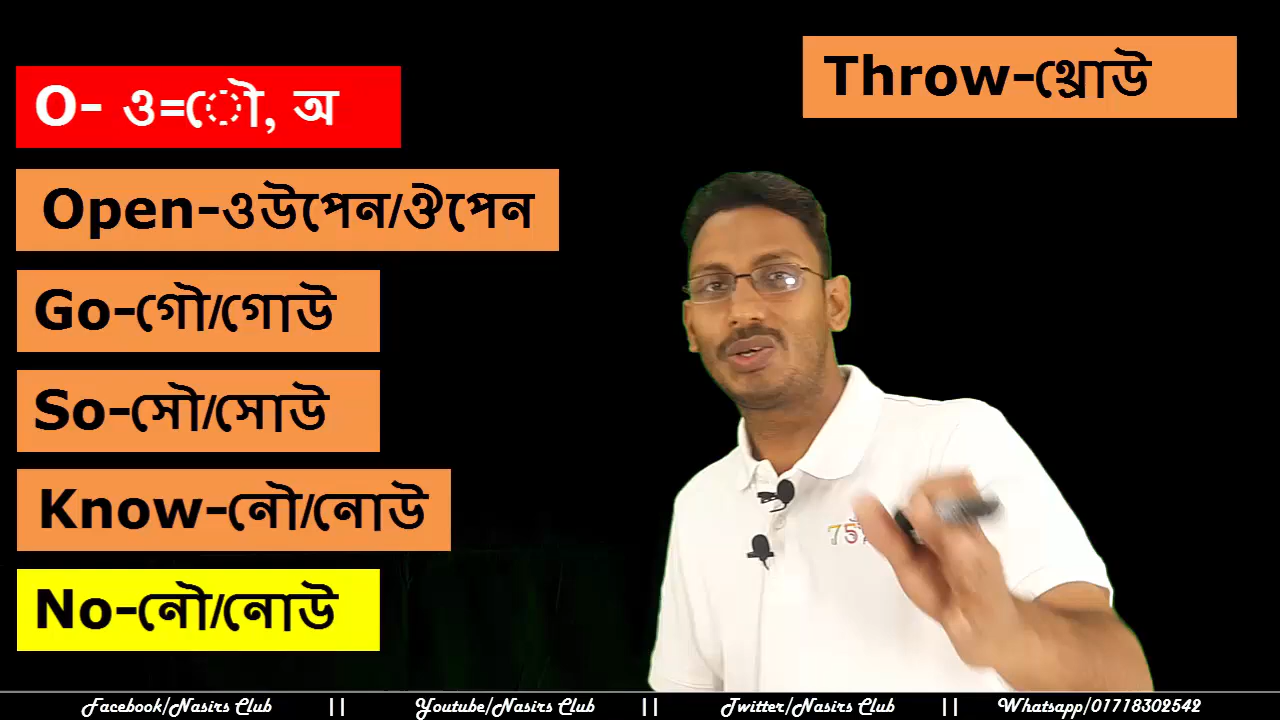 O- ও=ৌ, অ
Throw-থ্রোউ
Open-ওউপেন/ঔপেন
Go-গৌ/গোউ
So-সৌ/সোউ
Know-নৌ/নোউ
No-নৌ/নোউ
75
Facebook/Nasirs Club || Youtube/Nasirs Club || Twitter/Nasirs Club || Whatsapp/01718302542